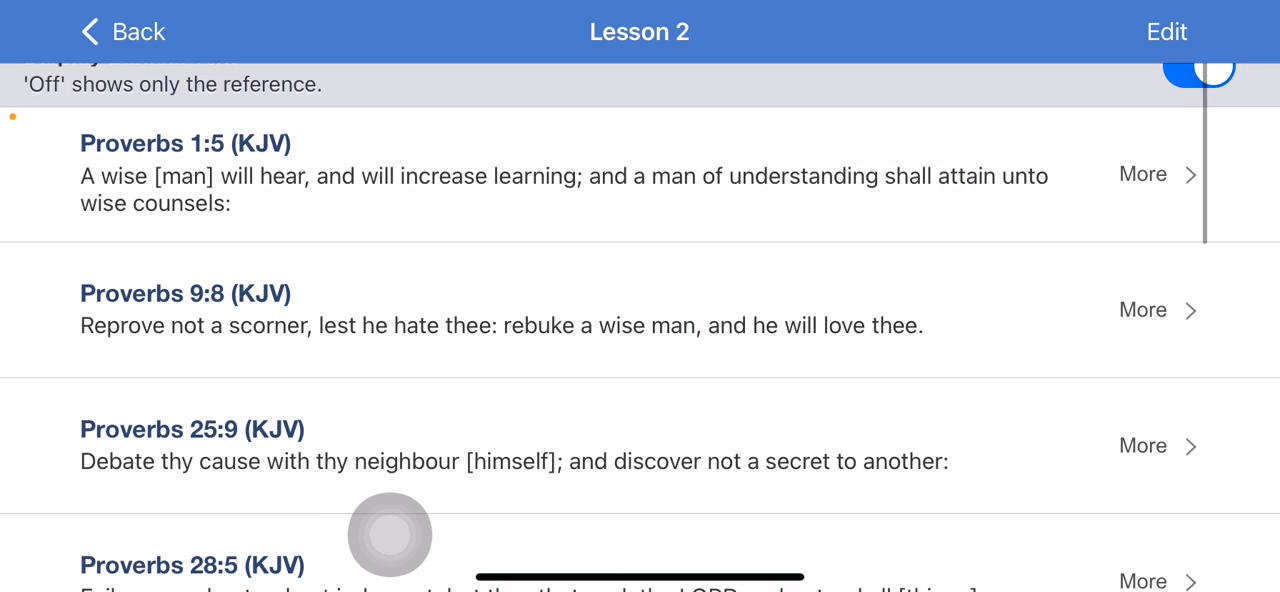 Back
Lesson 2
Edit
'Off' shows only the reference.
Proverbs 1:5 (KJV)
A wise [man] will hear, and will increase learning; and a man of understanding shall attain unto
wise counsels:
More
Proverbs 9:8 (KJV)
Reprove not a scorner, lest he hate thee: rebuke a wise man, and he will love thee.
More
Proverbs 25:9 (KJV)
Debate thy cause with thy neighbour [himself]; and discover not a secret to another:
More
Proverbs 28:5 (KJV)
More